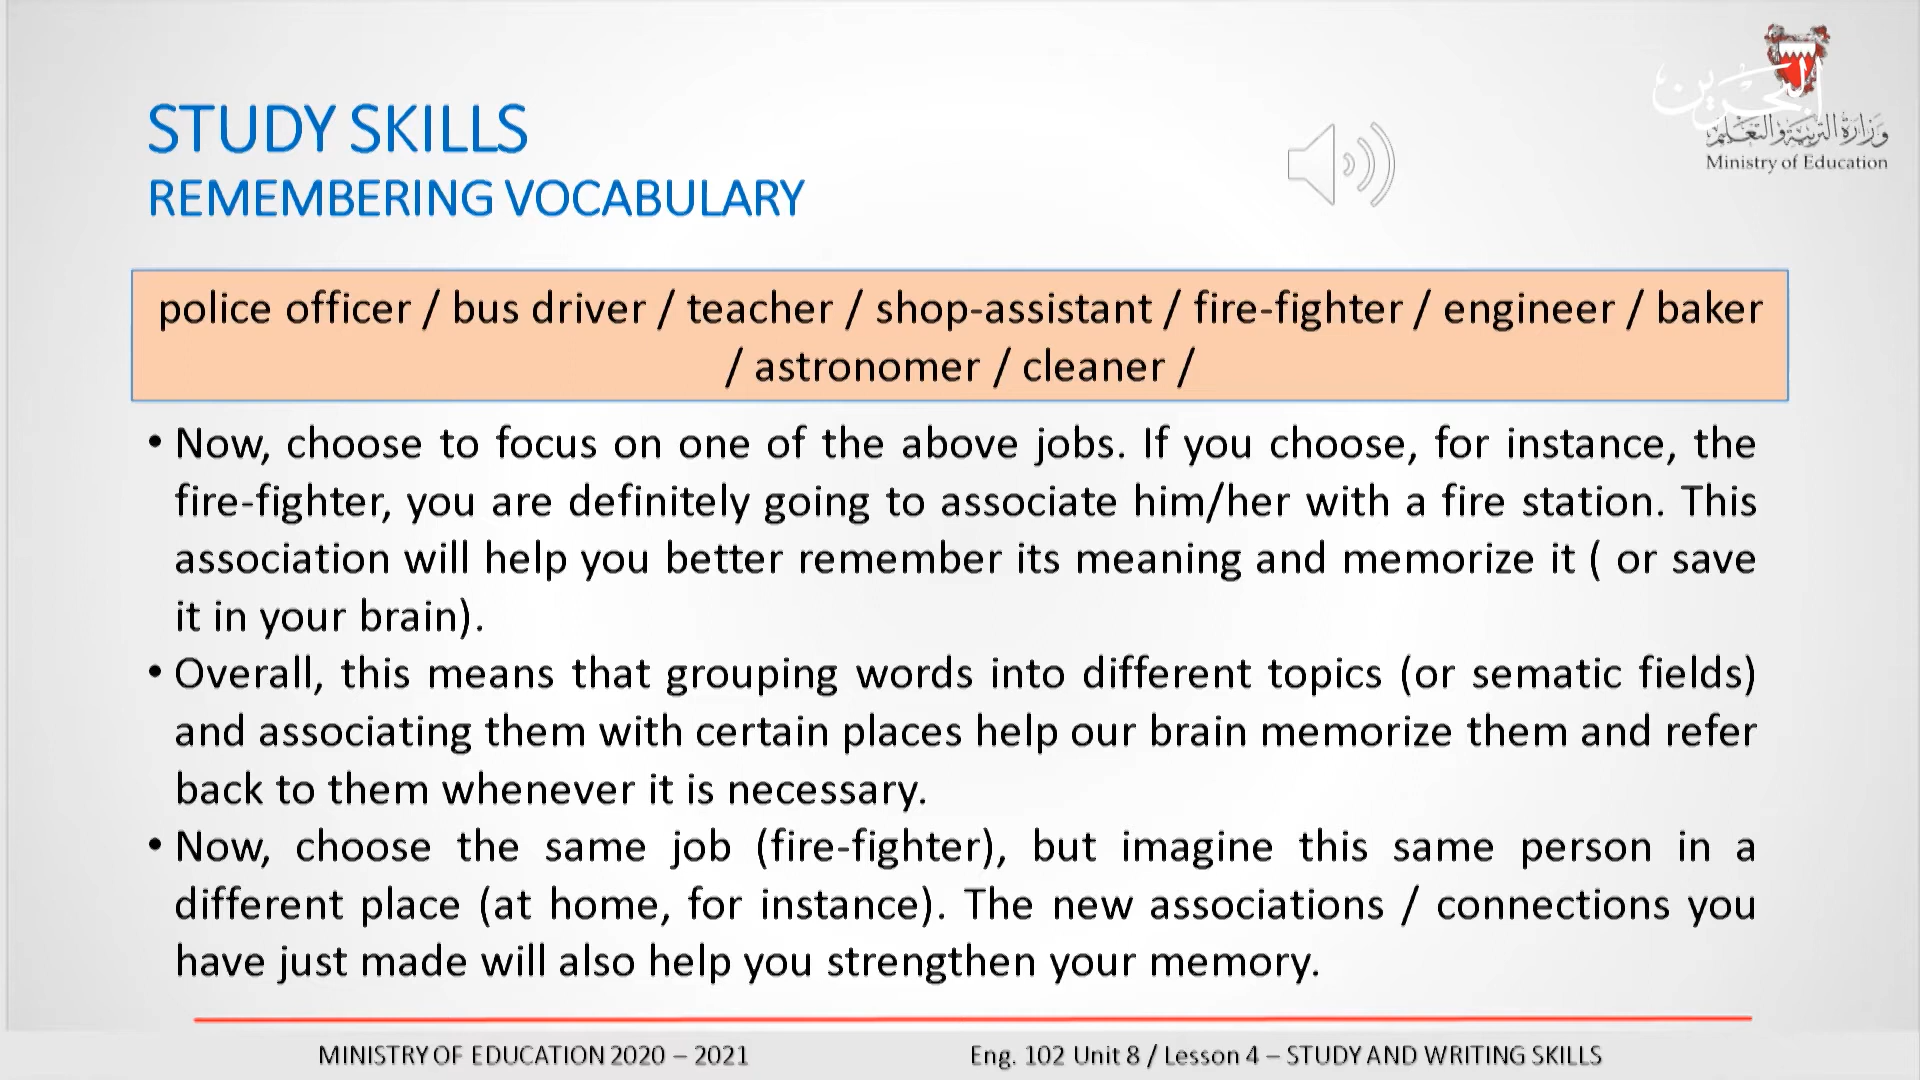 البحرين
وزارة التربية والتعليم
Ministry of Education
STUDY SKILLS
REMEMBERING VOCABULARY
police officer / bus driver / teacher / shop-assistant / fire-fighter / engineer / baker
/ astronomer / cleaner /
• Now, choose to focus on one of the above jobs. If you choose, for instance, the
fire-fighter, you are definitely going to associate him/her with a fire station. This
association will help you better remember its meaning and memorize it ( or save
it in your brain).
• Overall, this means that grouping words into different topics (or sematic fields)
and associating them with certain places help our brain memorize them and refer
back to them whenever it is necessary.
• Now, choose the same job (fire-fighter), but imagine this same person in a
different place (at home, for instance). The new associations / connections you
have just made will also help you strengthen your memory.
MINISTRY OF EDUCATION 2020 – 2021
Eng. 102 Unit 8 / Lesson 4 – STUDY AND WRITING SKILLS